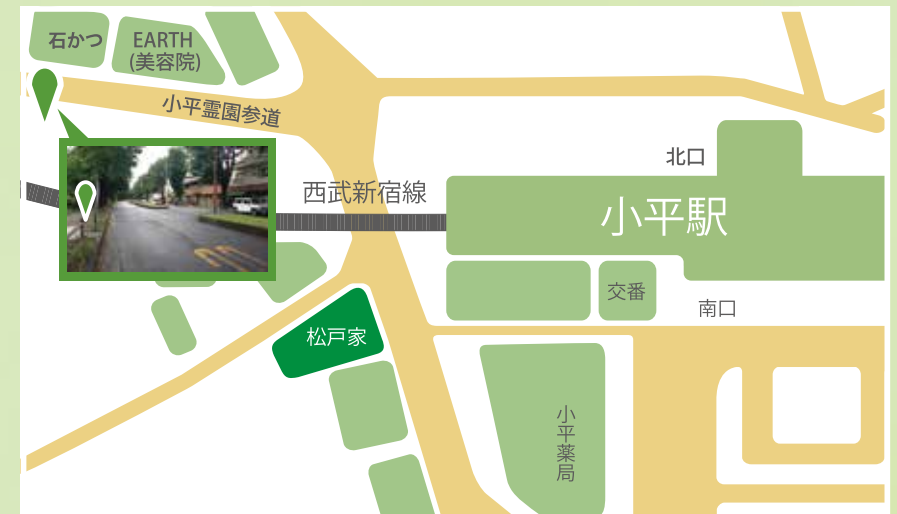 石かつ
EARTH
(美容院)
小平霊園参道
北口
西武新宿線
小平駅
交番
南口
松戸家
小平薬局